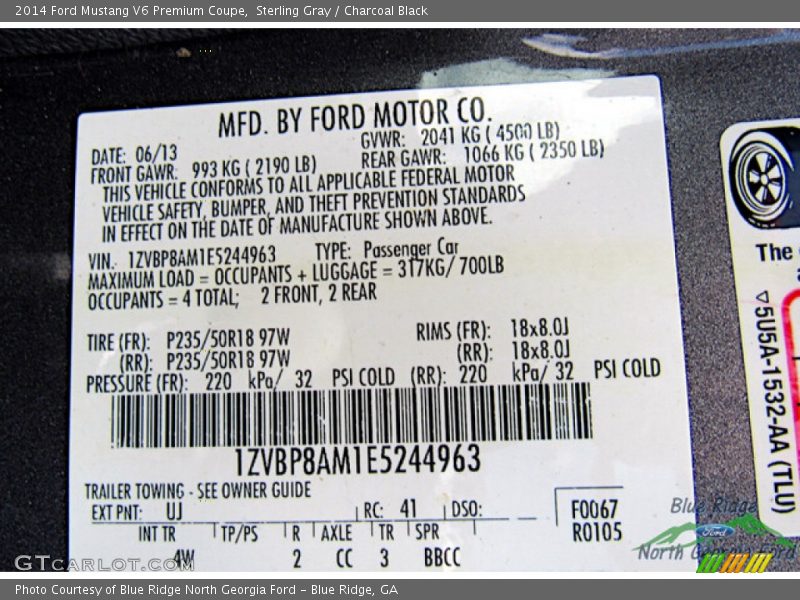 2014 Ford Mustang V6 Premium Coupe,  Sterling Gray / Charcoal Black
MFD. BY FORD MOTOR CO.
DATE: 06/13
GVWR: 2041 KG ( 4500 LB)
FRONT GAWR: 993 KG ( 2190 LB)
REAR GAWR: 1066 KG ( 2350 LB)
THIS VEHICLE CONFORMS TO ALL APPLICABLE FEDERAL MOTOR
VEHICLE SAFETY, BUMPER, AND THEFT PREVENTION STANDARDS
IN EFFECT ON THE DATE OF MANUFACTURE SHOWN ABOVE.
VIN. 1ZVBP8AM1E5244963 TYPE: Passenger Car
MAXIMUM LOAD = OCCUPANTS + LUGGAGE = 317KG/ 700LB
OCCUPANTS = 4 TOTAL; 2 FRONT, 2 REAR
TIRE (FR): P235/50R18 97W RIMS (FR): 18x8.0J
(RR): P235/50R18 97W (RR): 18x8.0J
PRESSURE (FR): 220 kPa/ 32 PSI COLD (RR): 220 kPa/ 32 PSI COLD
1ZVBP8AM1E5244963
TRAILER TOWING - SEE OWNER GUIDE
EXT PNT: UJ RC: 41 DSO: F0067
R0105
INT TR TP/PS R AXLE TR SPR
4W 2 CC 3 BBCC
The
5U5A-1532-AA (TLU)
Blue Ridge
Ford
North Georgia Ford
GTCarLot.com
Photo Courtesy of Blue Ridge North Georgia Ford – Blue Ridge, GA